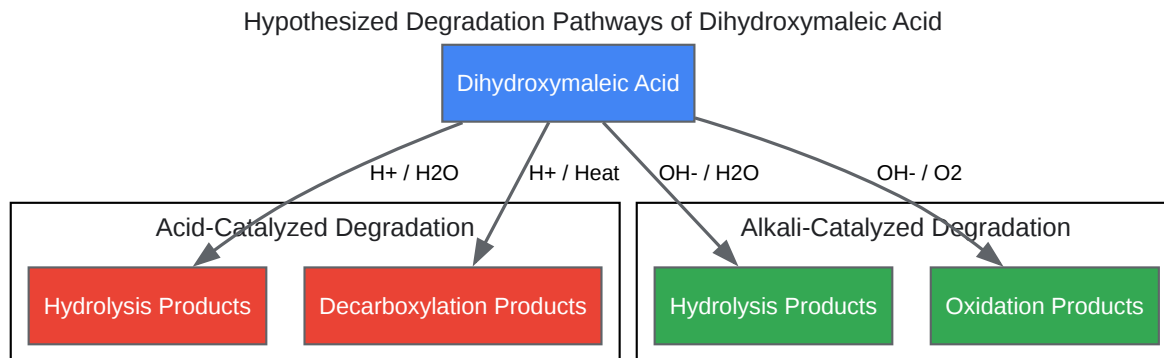 Hypothesized Degradation Pathways of Dihydroxymaleic Acid
Dihydroxymaleic Acid
H+ / H2O
H+ / Heat
OH- / H2O
OH- / O2
Acid-Catalyzed Degradation
Alkali-Catalyzed Degradation
Hydrolysis Products
Decarboxylation Products
Hydrolysis Products
Oxidation Products